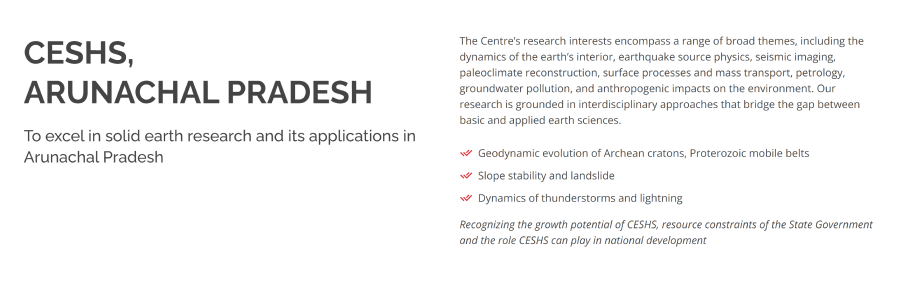 CESHS,
ARUNACHAL PRADESH
To excel in solid earth research and its applications in
Arunachal Pradesh
The Centre's research interests encompass a range of broad themes, including the
dynamics of the earth's interior, earthquake source physics, seismic imaging,
paleoclimate reconstruction, surface processes and mass transport, petrology,
groundwater pollution, and anthropogenic impacts on the environment. Our
research is grounded in interdisciplinary approaches that bridge the gap between
basic and applied earth sciences.
Geodynamic evolution of Archean cratons, Proterozoic mobile belts
Slope stability and landslide
Dynamics of thunderstorms and lightning
Recognizing the growth potential of CESHS, resource constraints of the State Government
and the role CESHS can play in national development